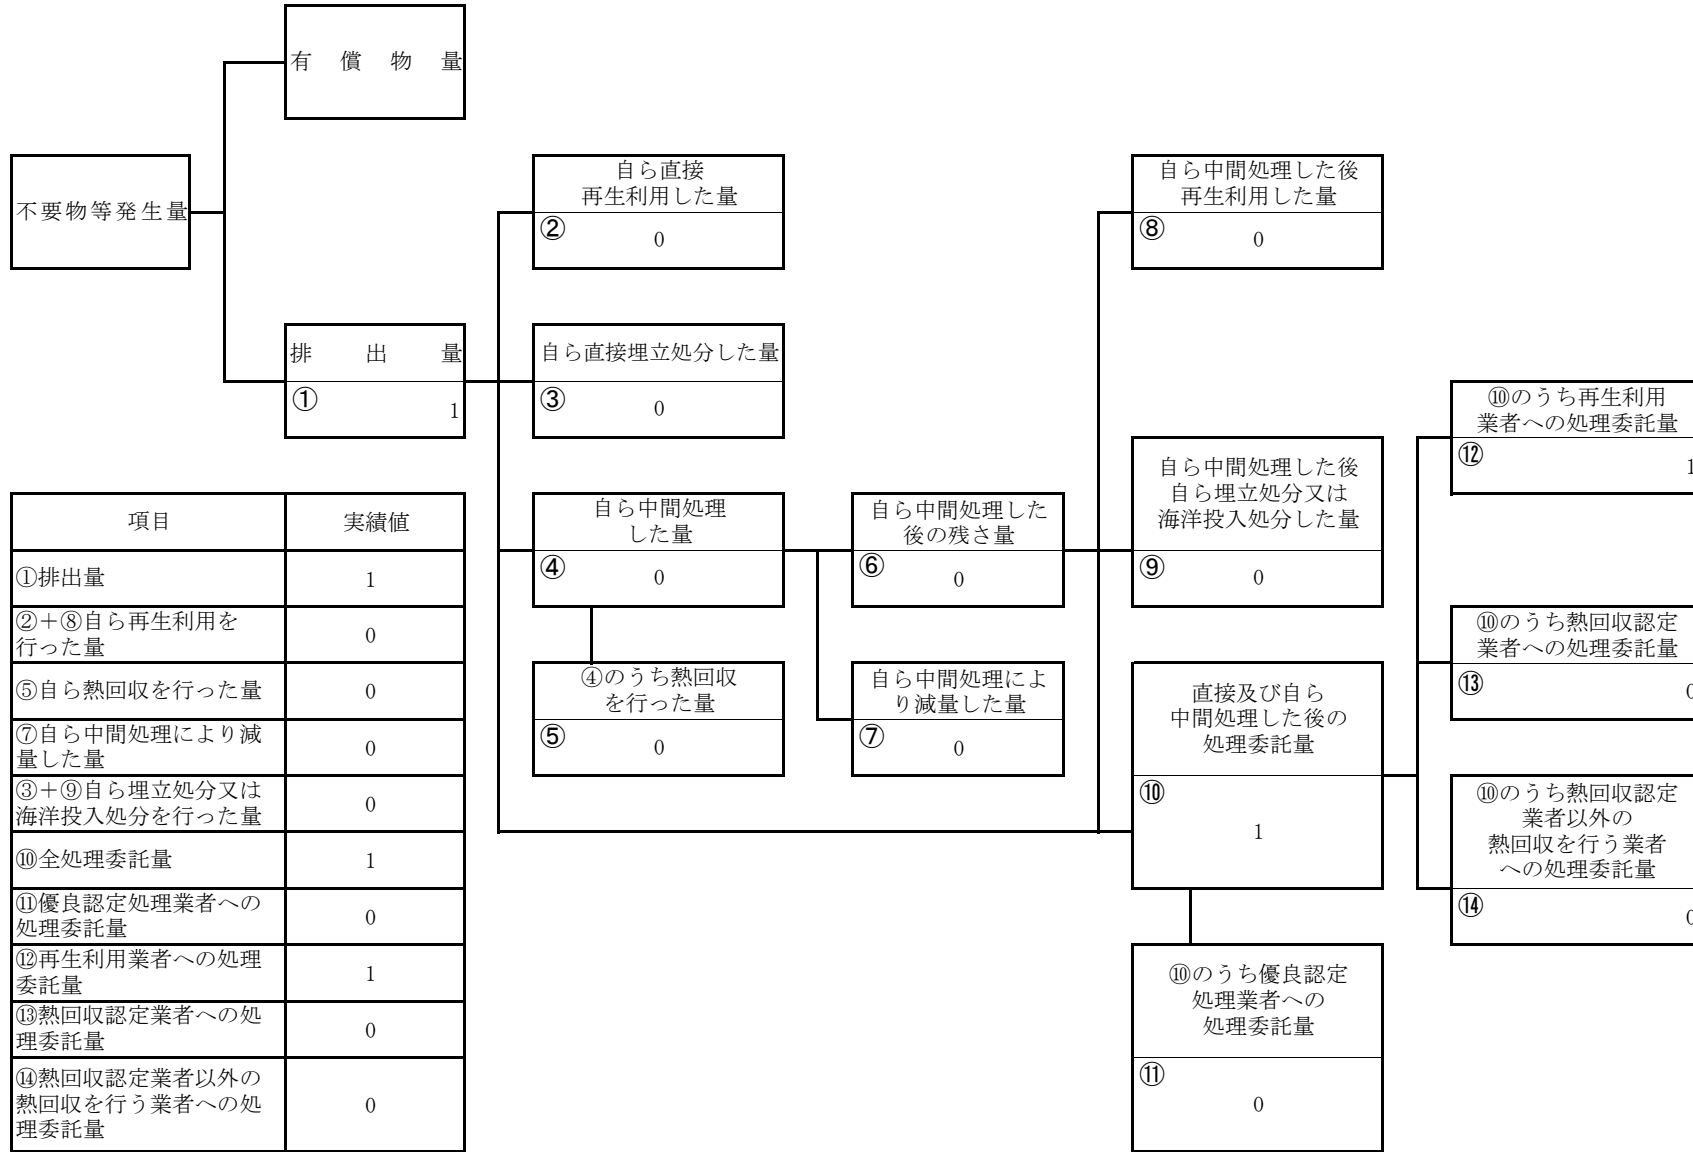 有償物量
不要物等発生量
自ら直接
再生利用した量
②
0
自ら中間処理した後
再生利用した量
⑧
0
排出量
①
1
自ら直接埋立処分した量
③
0
⑩のうち再生利用
業者への処理委託量
⑫
1
自ら中間処理した後
自ら埋立処分又は
海洋投入処分した量
⑨
0
自ら中間処理
した量
④
0
自ら中間処理した
後の残さ量
⑥
0
⑩のうち熱回収認定
業者への処理委託量
⑬
0
④のうち熱回収
を行った量
⑤
0
自ら中間処理によ
り減量した量
⑦
0
直接及び自ら
中間処理した後の
処理委託量
⑩
1
⑩のうち熱回収認定
業者以外の
熱回収を行う業者
への処理委託量
⑭
0
⑩のうち優良認定
処理業者への
処理委託量
⑪
0
項目 実績値
①排出量 1
②＋⑧自ら再生利用を
行った量 0
⑤自ら熱回収を行った量 0
⑦自ら中間処理により減
量した量 0
③＋⑨自ら埋立処分又は
海洋投入処分を行った量 0
⑩全処理委託量 1
⑪優良認定処理業者への
処理委託量 0
⑫再生利用業者への処理
委託量 1
⑬熱回収認定業者への処
理委託量 0
⑭熱回収認定業者以外の
熱回収を行う業者への処
理委託量 0